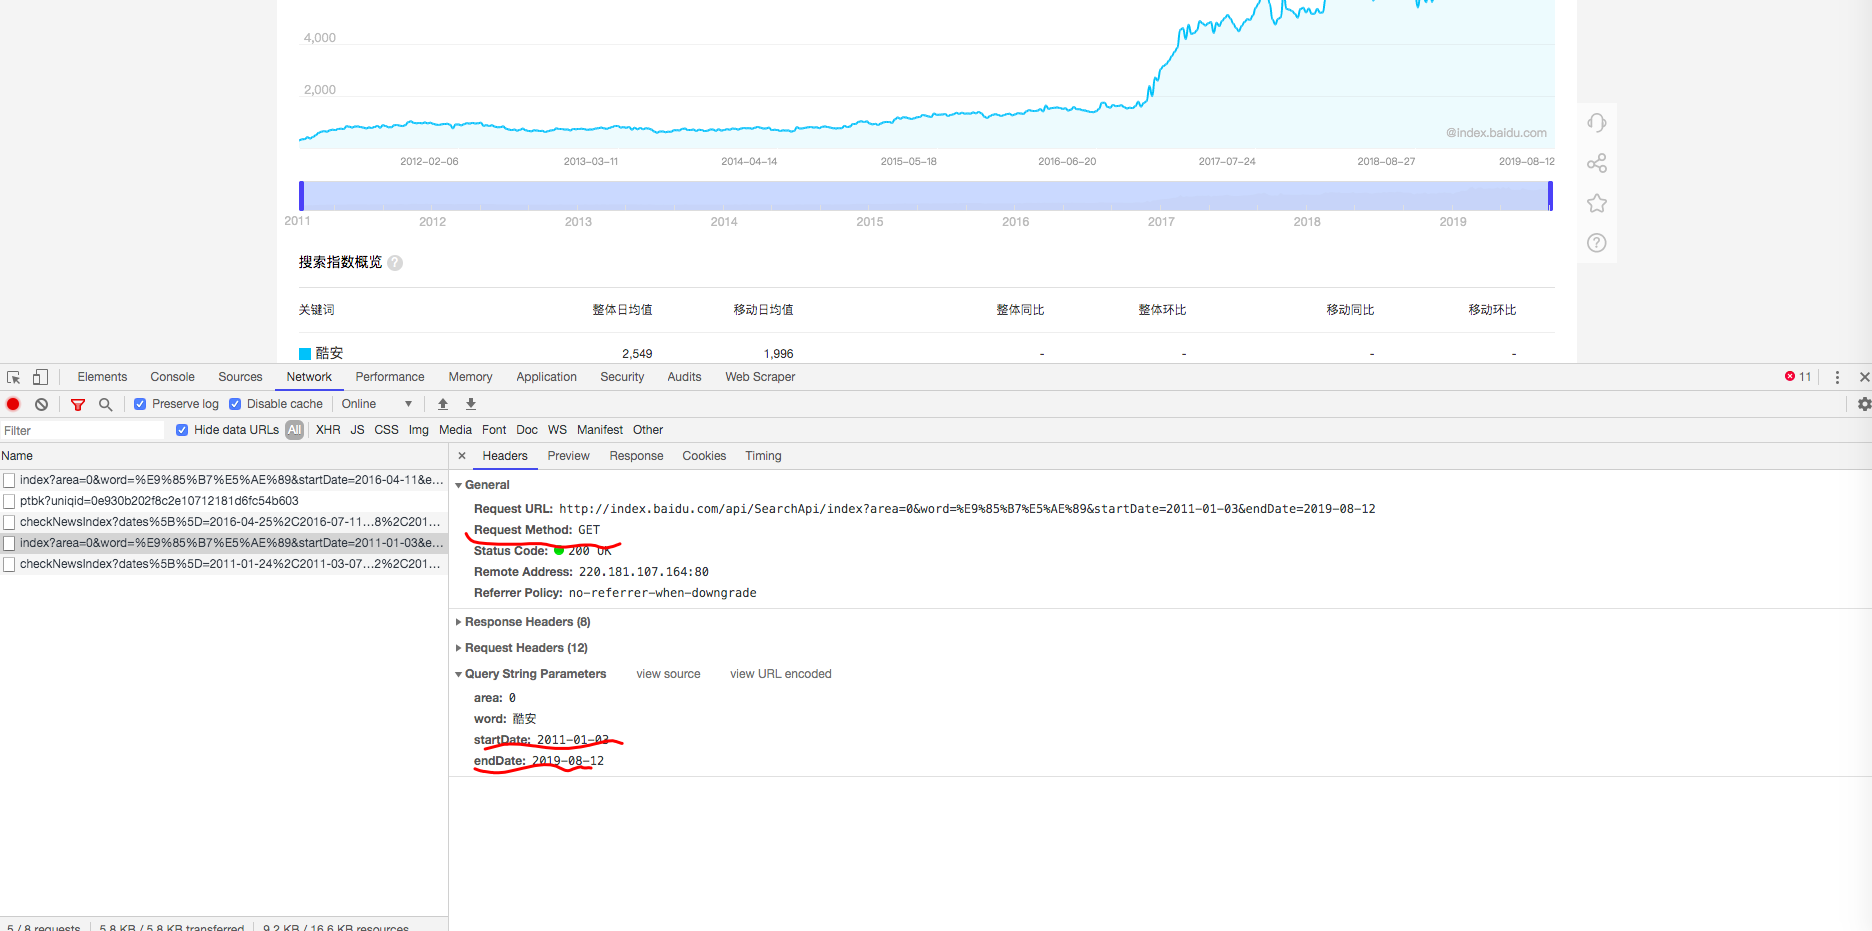 4,000
2,000
@index.baidu.com
2012-02-06 2013-03-11 2014-04-14 2015-05-18 2016-06-20 2017-07-24 2018-08-27 2019-08-12
2011 2012 2013 2014 2015 2016 2017 2018 2019
搜索指数概览 ?
关键词 整体日均值 移动日均值 整体同比 整体环比 移动同比 移动环比
酷安 2,549 1,996 - - - -
Elements Console Sources Network Performance Memory Application Security Audits Web Scraper 11
Preserve log Disable cache Online
Filter Hide data URLs All XHR JS CSS Img Media Font Doc WS Manifest Other
Name
index?area=0&word=%E9%85%B7%E5%AE%89&startDate=2016-04-11&e...
ptbk?uniqid=0e930b202f8c2e10712181d6fc54b603
checkNewsIndex?dates%5B%5D=2016-04-25%2C2016-07-11...8%2C201...
index?area=0&word=%E9%85%B7%E5%AE%89&startDate=2011-01-03&e...
checkNewsIndex?dates%5B%5D=2011-01-24%2C2011-03-07...2%2C201...
× Headers Preview Response Cookies Timing
General
Request URL: http://index.baidu.com/api/SearchApi/index?area=0&word=%E9%85%B7%E5%AE%89&startDate=2011-01-03&endDate=2019-08-12
Request Method: GET
Status Code: 200 OK
Remote Address: 220.181.107.164:80
Referrer Policy: no-referrer-when-downgrade
Response Headers (8)
Request Headers (12)
Query String Parameters view source view URL encoded
area: 0
word: 酷安
startDate: 2011-01-03
endDate: 2019-08-12
5 / 8 requests 5.8 KB / 5.8 KB transferred 9.2 KB / 16.6 KB resources